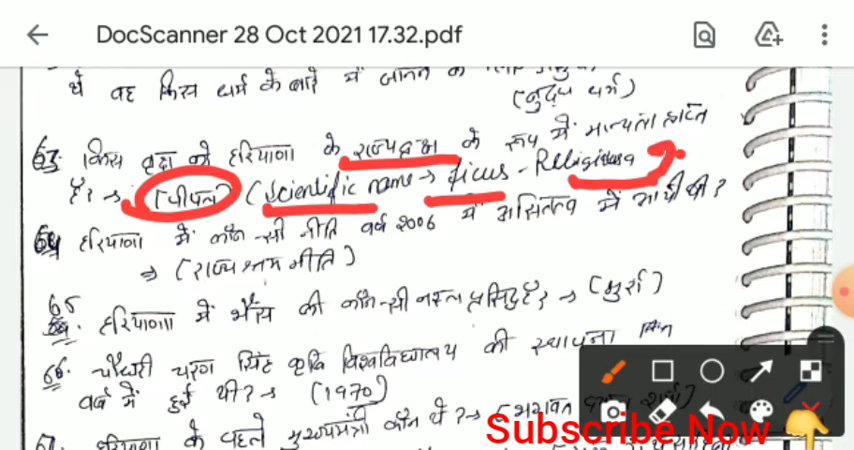 DocScanner 28 Oct 2021 17.32.pdf
थे वह किस धर्म के बारे में जानने के लिए
(बुद्ध धर्म)
63. किस वृक्ष को हरियाणा के राज्यवृक्ष के रूप में मान्यता प्राप्त
है? → (पीपल) (Scientific name → ficus - Religiosa
64 हरियाणा में कौन-सी नीति वर्ष 2006 में अस्तित्व में आयी थी?
⇒ (राज्य श्रम नीति)
65 हरियाणा में भैंस की कौन-सी नस्ल प्रसिद्ध है? → (मुर्रा)
66. चौधरी चरण सिंह कृषि विश्वविद्यालय की स्थापना किस
वर्ष में हुई थी? → (1970)
हरियाणा के पहले मुख्यमंत्री कौन थे? → (भगवत
Subscribe Now 👇